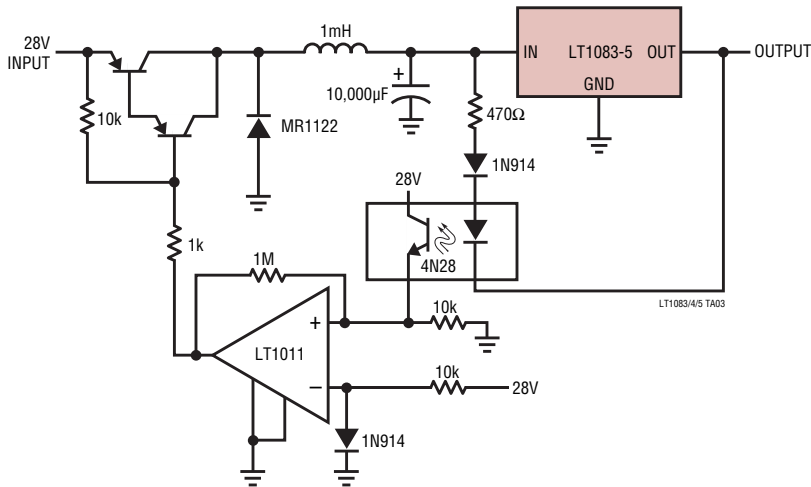 1mH
28V
INPUT
IN
LT1083-5
OUT
OUTPUT
GND
+
10,000µF
10k
470Ω
MR1122
1N914
28V
1k
1M
4N28
LT1083/4/5 TA03
10k
+
LT1011
10k
–
28V
1N914